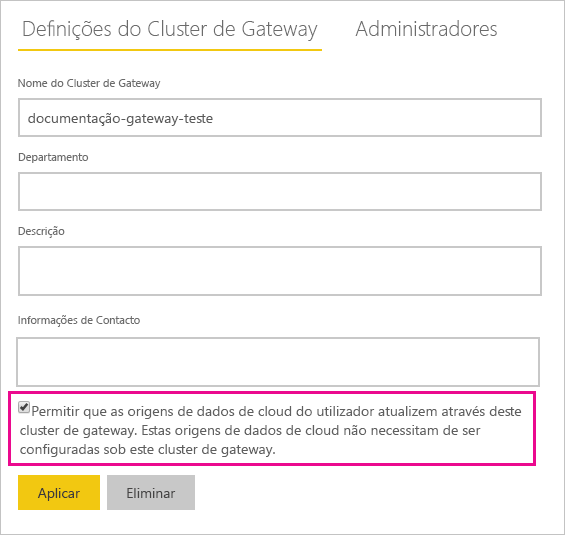 Definições do Cluster de Gateway Administradores
Nome do Cluster de Gateway
documentação-gateway-teste
Departamento
Descrição
Informações de Contacto
Permitir que as origens de dados de cloud do utilizador atualizem através deste
cluster de gateway. Estas origens de dados de cloud não necessitam de ser
configuradas sob este cluster de gateway.
Aplicar Eliminar